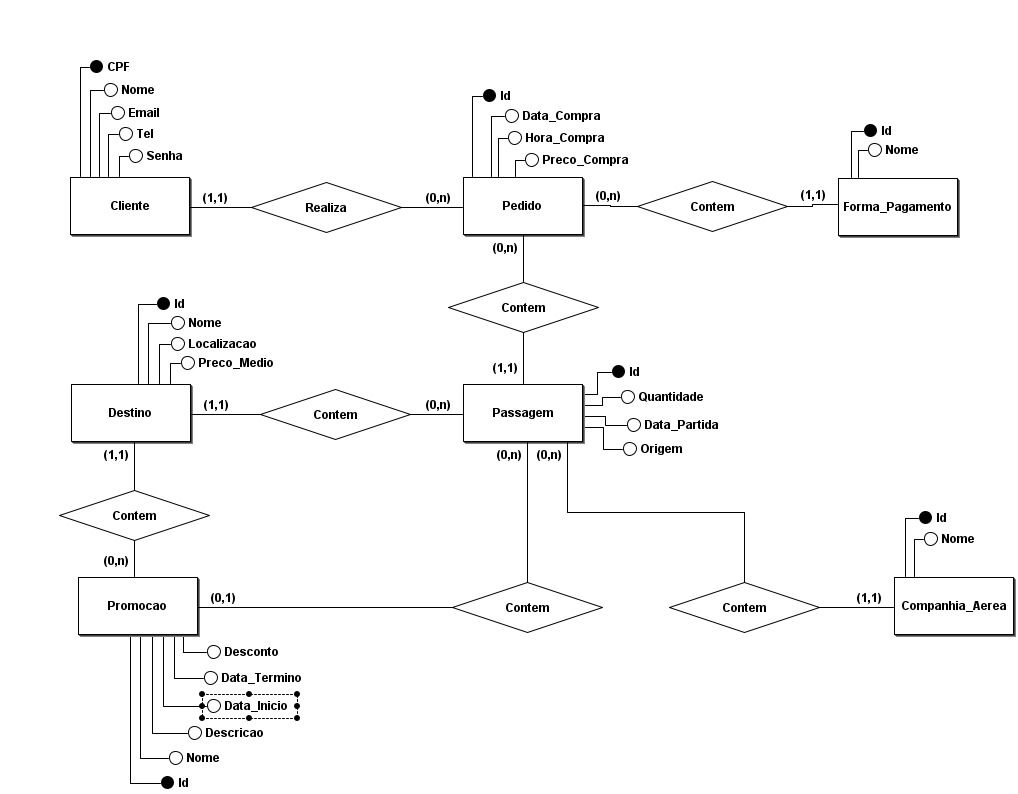 CPF
Nome
Email
Tel
Senha
Cliente
(1,1)
Realiza
(0,n)
Id
Data_Compra
Hora_Compra
Preco_Compra
Pedido
(0,n)
Contem
(1,1)
Id
Nome
Forma_Pagamento
(0,n)
Contem
(1,1)
Id
Nome
Localizacao
Preco_Medio
Destino
(1,1)
Contem
(0,n)
Passagem
Id
Quantidade
Data_Partida
Origem
(1,1)
Contem
(0,n)
(0,n)
(0,n)
Id
Nome
Promocao
(0,1)
Contem
Contem
(1,1)
Companhia_Aerea
Desconto
Data_Termino
Data_Inicio
Descricao
Nome
Id